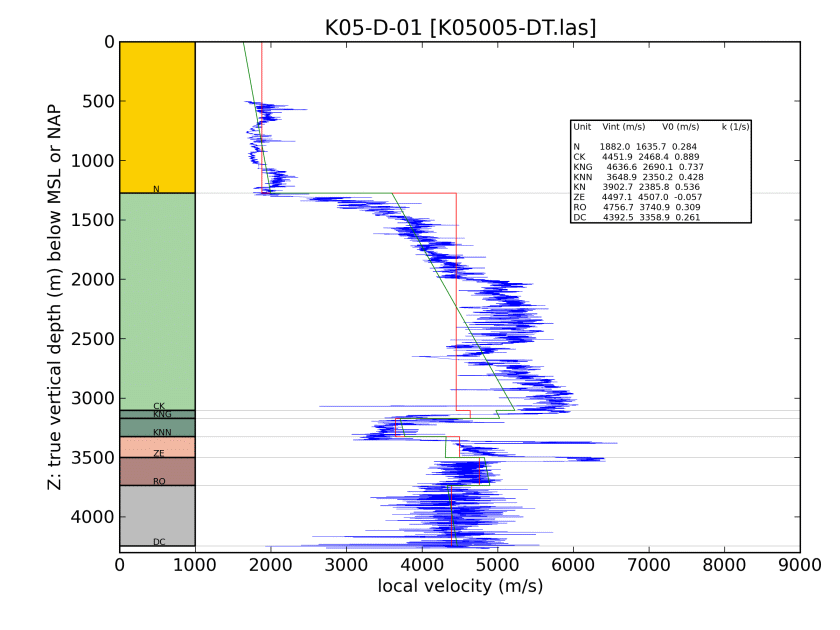 K05-D-01 [K05005-DT.las]
Z: true vertical depth (m) below MSL or NAP
0
500
1000
1500
2000
2500
3000
3500
4000
N
CK
KNG
KNN
ZE
RO
DC
Unit Vint (m/s) V0 (m/s) k (1/s)
N 1882.0 1635.7 0.284
CK 4451.9 2468.4 0.889
KNG 4636.6 2690.1 0.737
KNN 3648.9 2350.2 0.428
KN 3902.7 2385.8 0.536
ZE 4497.1 4507.0 -0.057
RO 4756.7 3740.9 0.309
DC 4392.5 3358.9 0.261
0 1000 2000 3000 4000 5000 6000 7000 8000 9000
local velocity (m/s)